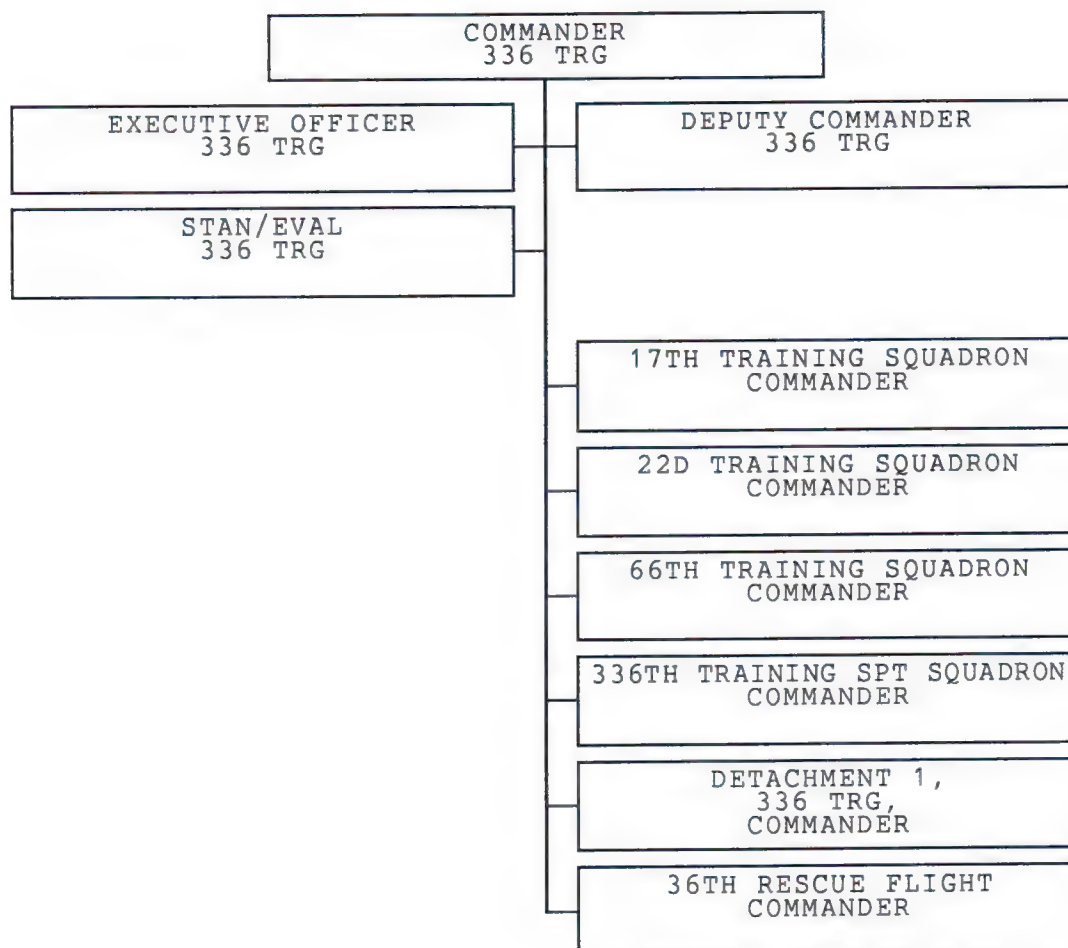 COMMANDER
336 TRG
EXECUTIVE OFFICER
336 TRG
DEPUTY COMMANDER
336 TRG
STAN/EVAL
336 TRG
17TH TRAINING SQUADRON
COMMANDER
22D TRAINING SQUADRON
COMMANDER
66TH TRAINING SQUADRON
COMMANDER
336TH TRAINING SPT SQUADRON
COMMANDER
DETACHMENT 1,
336 TRG,
COMMANDER
36TH RESCUE FLIGHT
COMMANDER